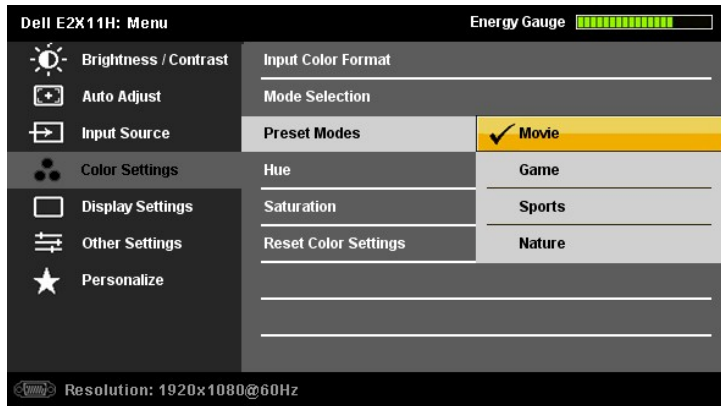 Dell E2X11H: Menu
Energy Gauge
Brightness / Contrast
Auto Adjust
Input Source
Color Settings
Display Settings
Other Settings
Personalize
Input Color Format
Mode Selection
Preset Modes
Hue
Saturation
Reset Color Settings
Movie
Game
Sports
Nature
Resolution: 1920x1080@60Hz